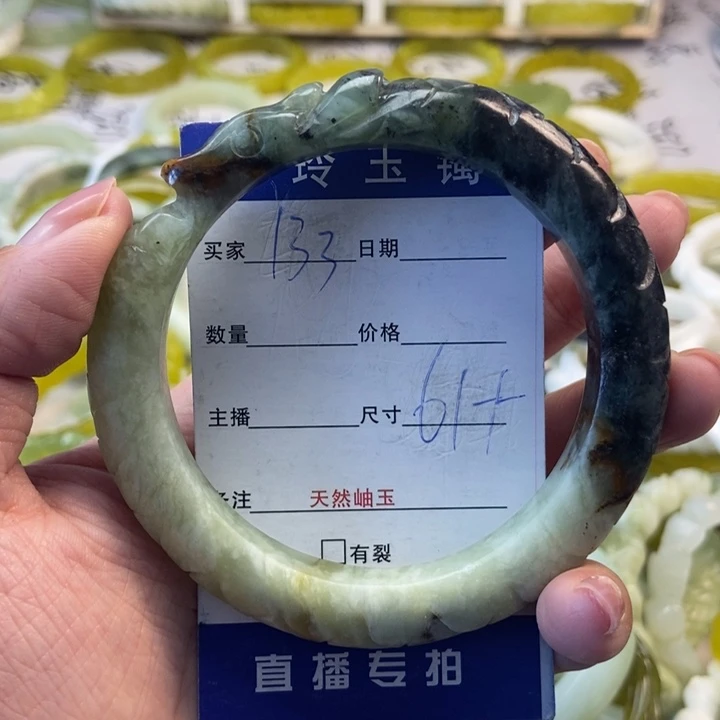 玲玉镯
买家 133 日期
数量 价格
主播 尺寸 61+
备注 天然岫玉
□有裂
直播专拍